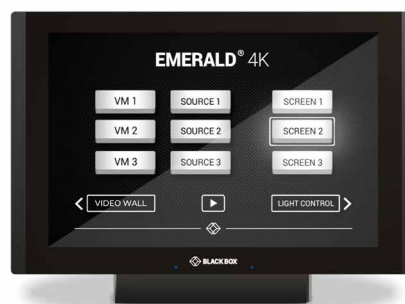 EMERALD® 4K
VM 1 SOURCE 1 SCREEN 1
VM 2 SOURCE 2 SCREEN 2
VM 3 SOURCE 3 SCREEN 3
VIDEO WALL LIGHT CONTROL
BLACK BOX